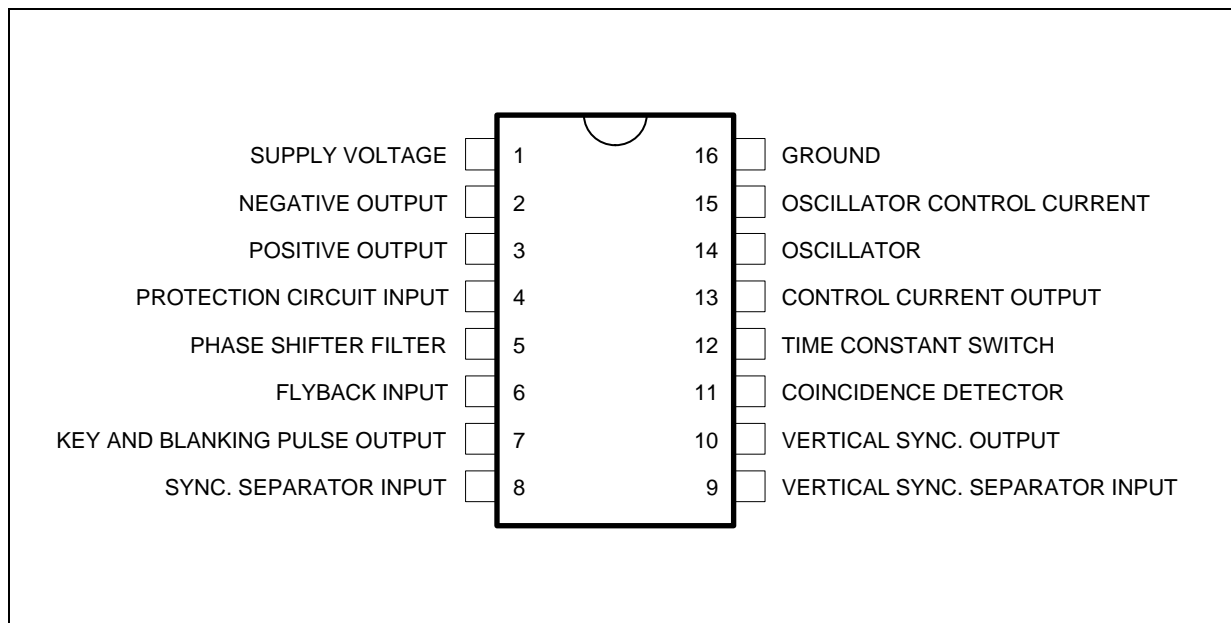 SUPPLY VOLTAGE 1 16 GROUND
NEGATIVE OUTPUT 2 15 OSCILLATOR CONTROL CURRENT
POSITIVE OUTPUT 3 14 OSCILLATOR
PROTECTION CIRCUIT INPUT 4 13 CONTROL CURRENT OUTPUT
PHASE SHIFTER FILTER 5 12 TIME CONSTANT SWITCH
FLYBACK INPUT 6 11 COINCIDENCE DETECTOR
KEY AND BLANKING PULSE OUTPUT 7 10 VERTICAL SYNC. OUTPUT
SYNC. SEPARATOR INPUT 8 9 VERTICAL SYNC. SEPARATOR INPUT